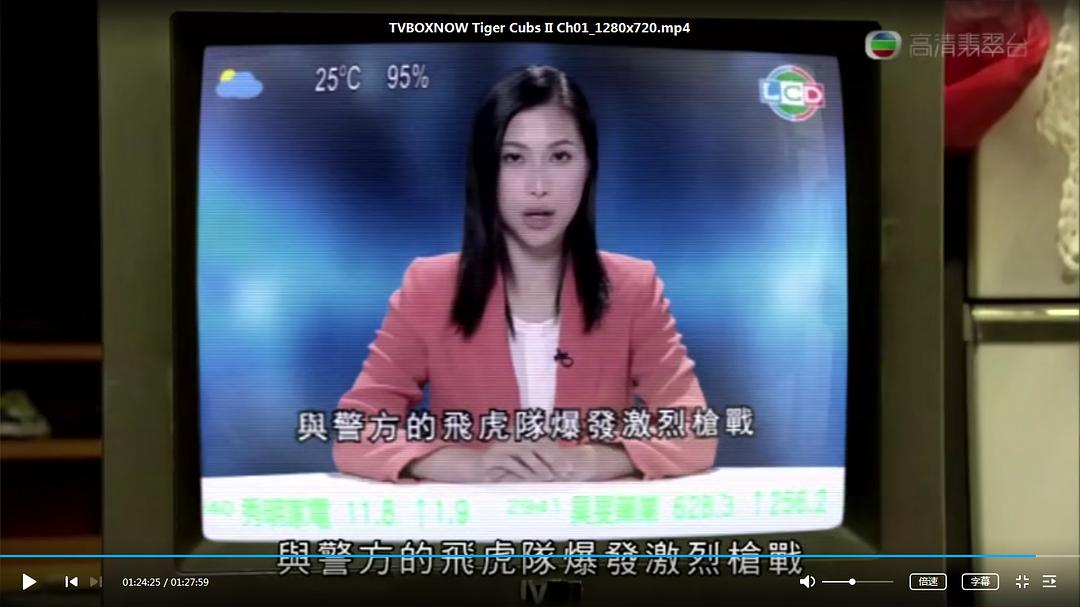 TVBOXNOW Tiger Cubs II Ch01_1280x720.mp4
高清翡翠台
25°C 95%
LCD
與警方的飛虎隊爆發激烈槍戰
11.8 ↑1.9 2941 628.3 ↑256.2
與警方的飛虎隊爆發激烈槍戰
01:24:25 / 01:27:59
倍速
字幕